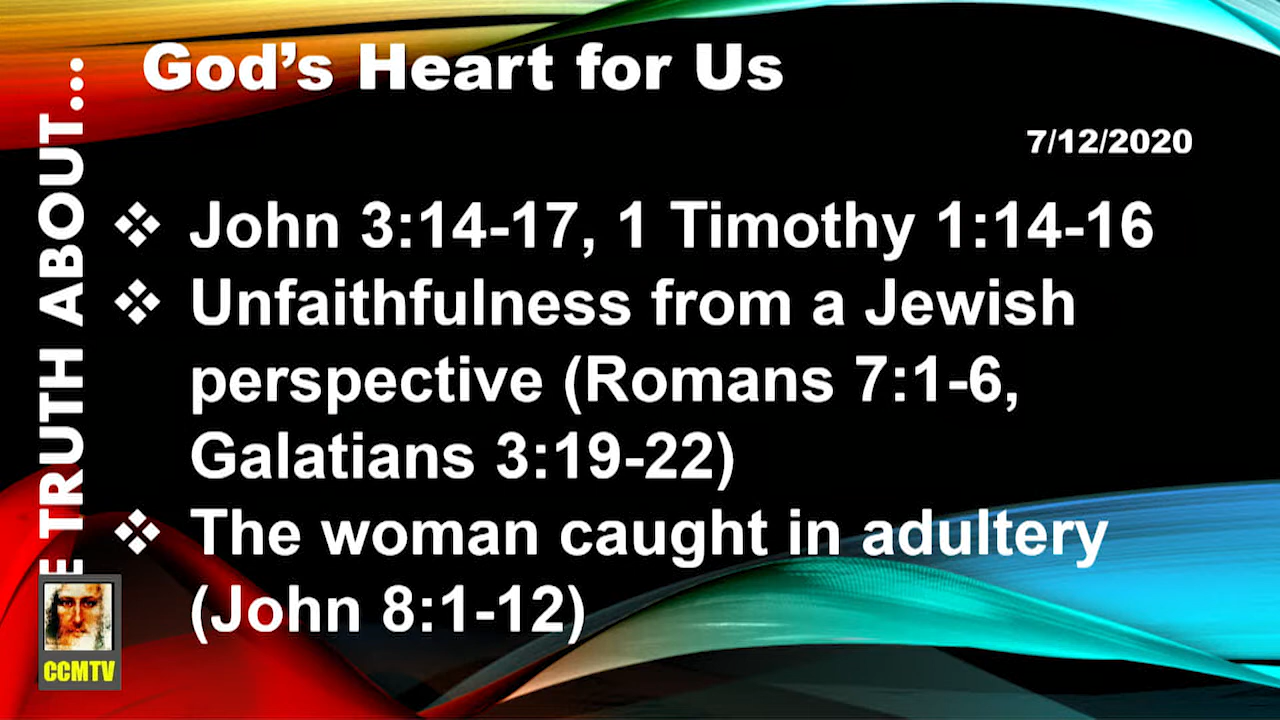 God's Heart for Us
7/12/2020
E TRUTH ABOUT...
❖ John 3:14-17, 1 Timothy 1:14-16
❖ Unfaithfulness from a Jewish
perspective (Romans 7:1-6,
Galatians 3:19-22)
❖ The woman caught in adultery
(John 8:1-12)
CCMTV